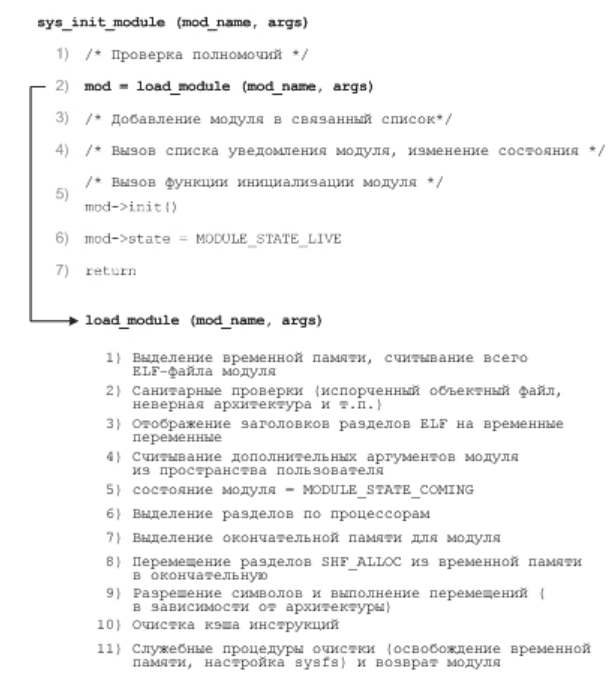 sys_init_module (mod_name, args)
1) /* Проверка полномочий */
2) mod = load_module (mod_name, args)
3) /* Добавление модуля в связанный список*/
4) /* Вызов списка уведомления модуля, изменение состояния */
/* Вызов функции инициализации модуля */
5)
mod->init()
6) mod->state = MODULE_STATE_LIVE
7) return
load_module (mod_name, args)
1) Выделение временной памяти, считывание всего
ELF-файла модуля
2) Санитарные проверки (испорченный объектный файл,
неверная архитектура и т.п.)
3) Отображение заголовков разделов ELF на временные
переменные
4) Считывание дополнительных аргументов модуля
из пространства пользователя
5) состояние модуля = MODULE_STATE_COMING
6) Выделение разделов по процессорам
7) Выделение окончательной памяти для модуля
8) Перемещение разделов SHF_ALLOC из временной памяти
в окончательную
9) Разрешение символов и выполнение перемещений (
в зависимости от архитектуры)
10) Очистка кэша инструкций
11) Служебные процедуры очистки (освобождение временной
памяти, настройка sysfs) и возврат модуля